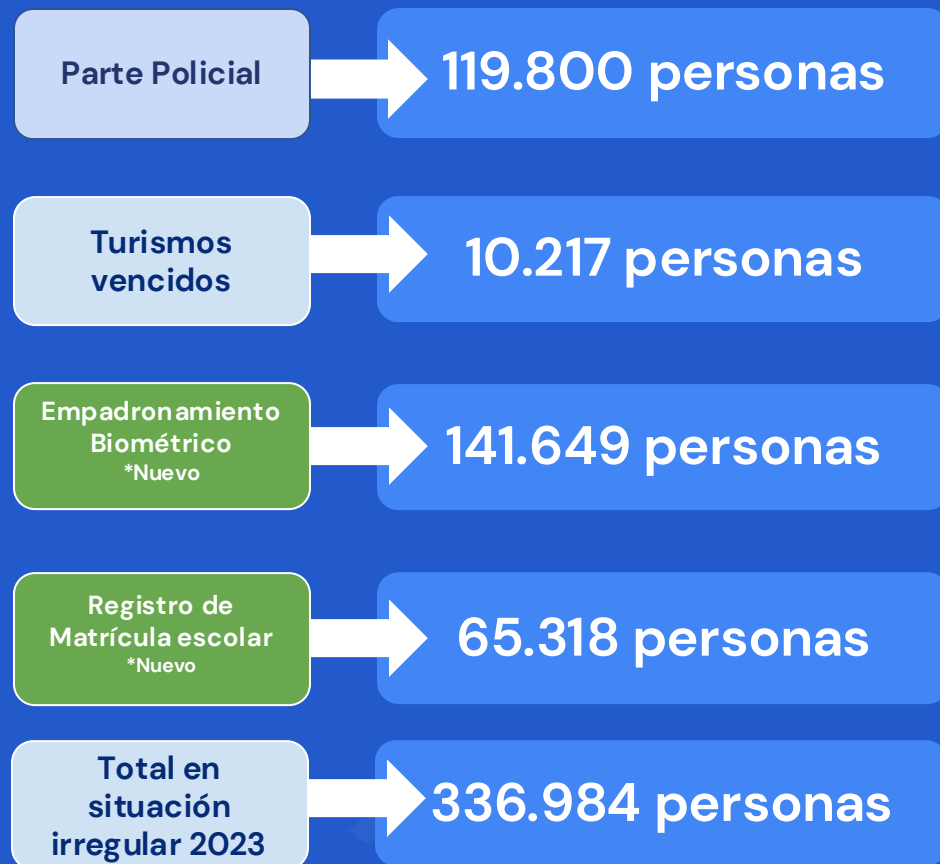 Parte Policial
119.800 personas
Turismos
vencidos
10.217 personas
Empadronamiento
Biométrico
*Nuevo
141.649 personas
Registro de
Matrícula escolar
*Nuevo
65.318 personas
Total en
situación
irregular 2023
336.984 personas